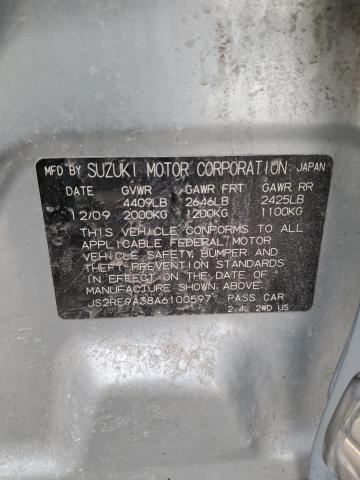 MFD BY SUZUKI MOTOR CORPORATION JAPAN
DATE GVWR GAWR FRT GAWR RR
4409LB 2646LB 2425LB
12/09 2000KG 1200KG 1100KG
THIS VEHICLE CONFORMS TO ALL
APPLICABLE FEDERAL MOTOR
VEHICLE SAFETY, BUMPER AND
THEFT PREVENTION STANDARDS
IN EFFECT ON THE DATE OF
MANUFACTURE SHOWN ABOVE.
JS2RE9A38A6100597 PASS CAR
2.4L 2WD US